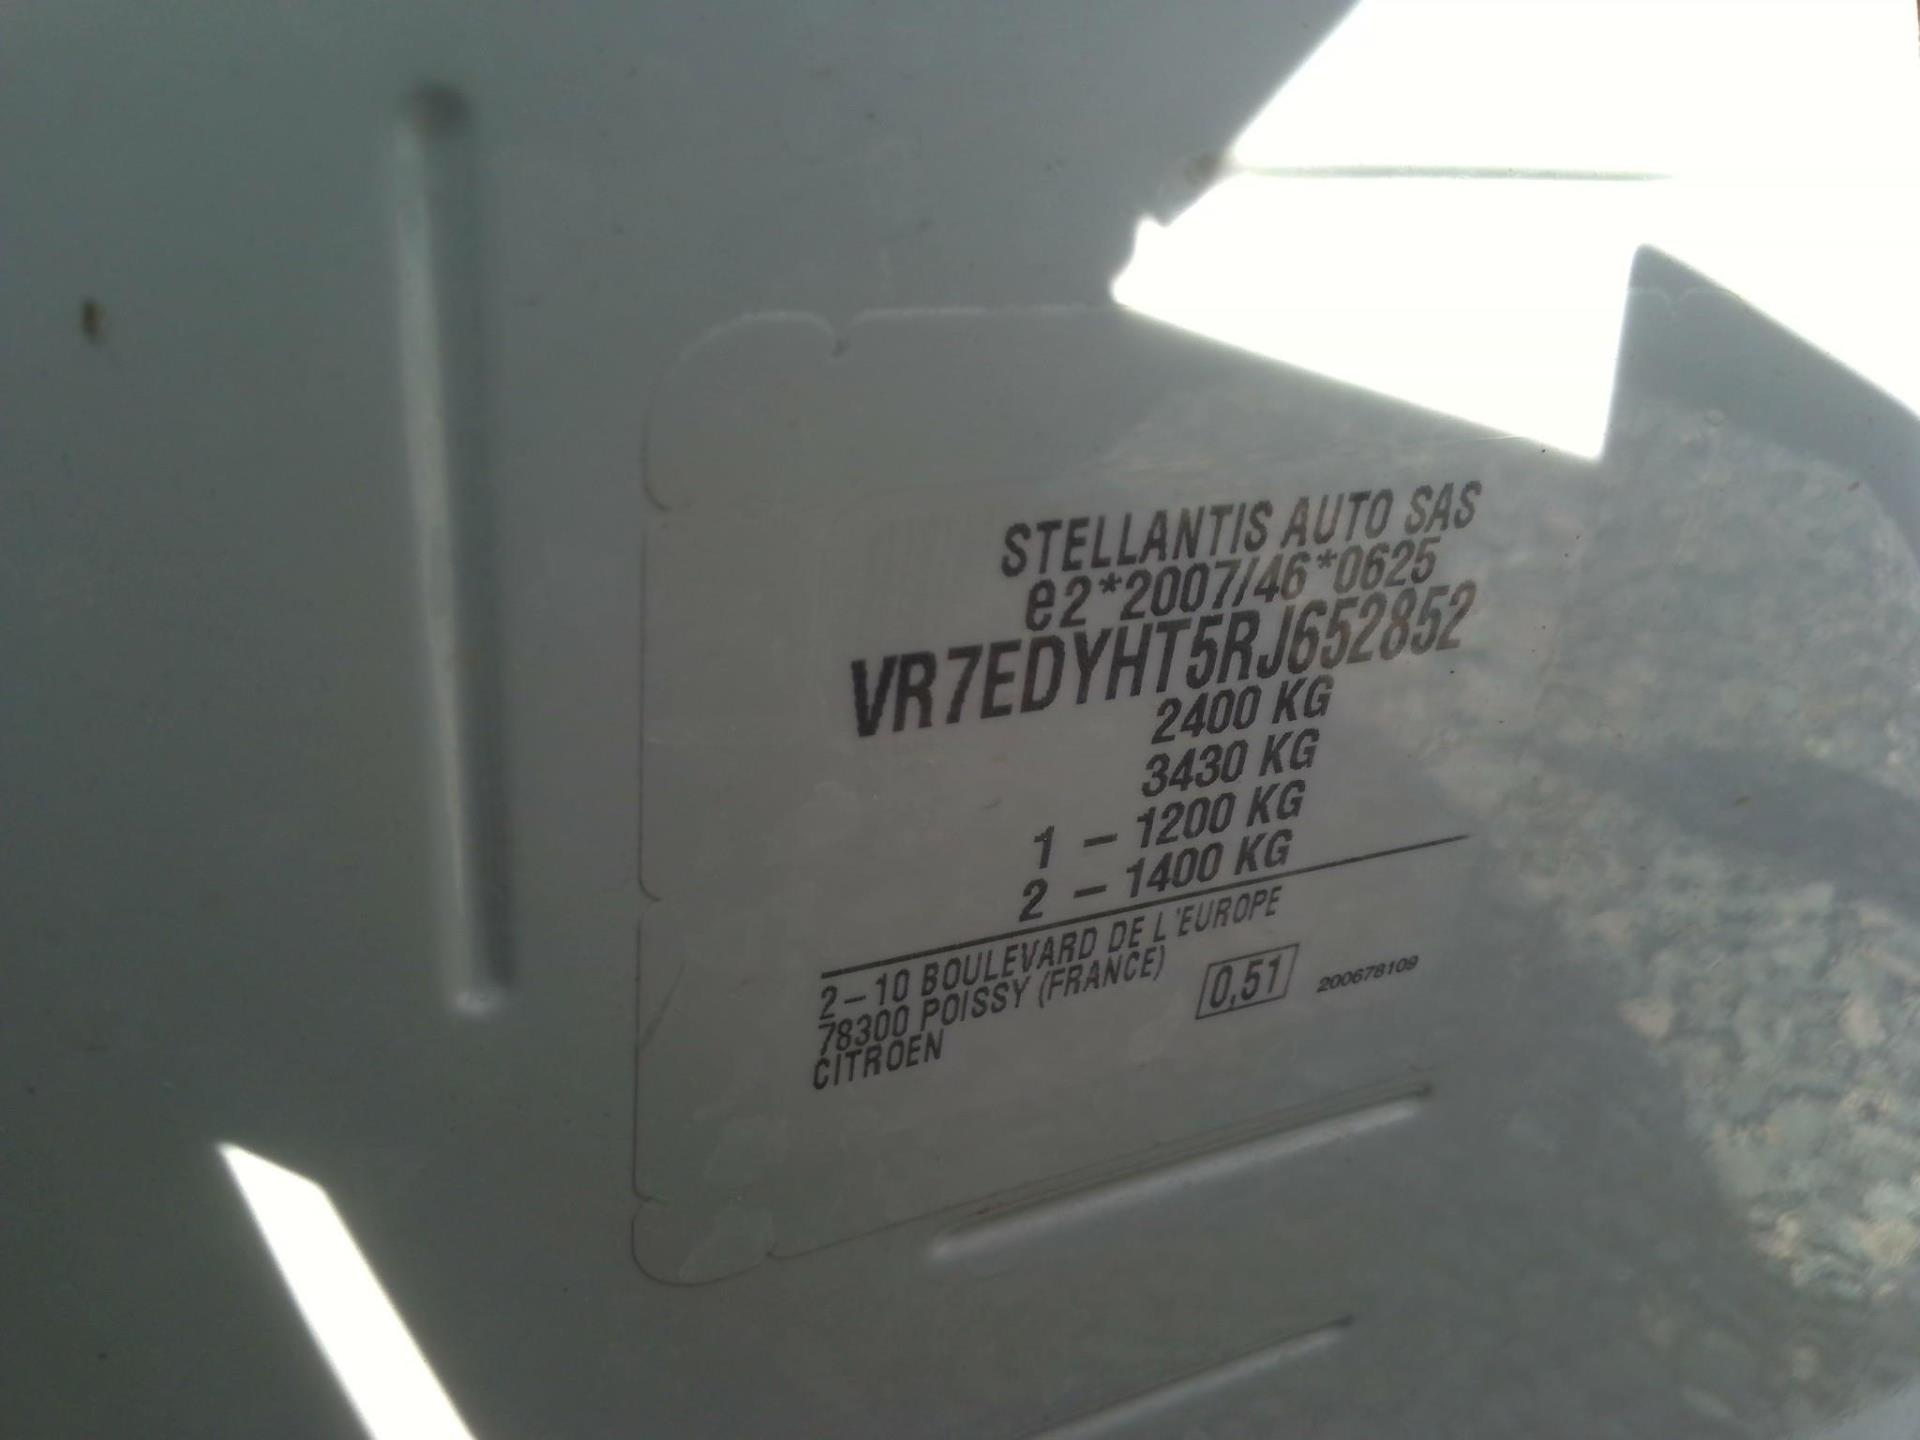 STELLANTIS AUTO SAS
e2*2007/46*0625
VR7EDYHT5RJ652852
2400 KG
3430 KG
1 - 1200 KG
2 - 1400 KG
2-10 BOULEVARD DE L'EUROPE
78300 POISSY (FRANCE)
CITROEN
0,51
200678109